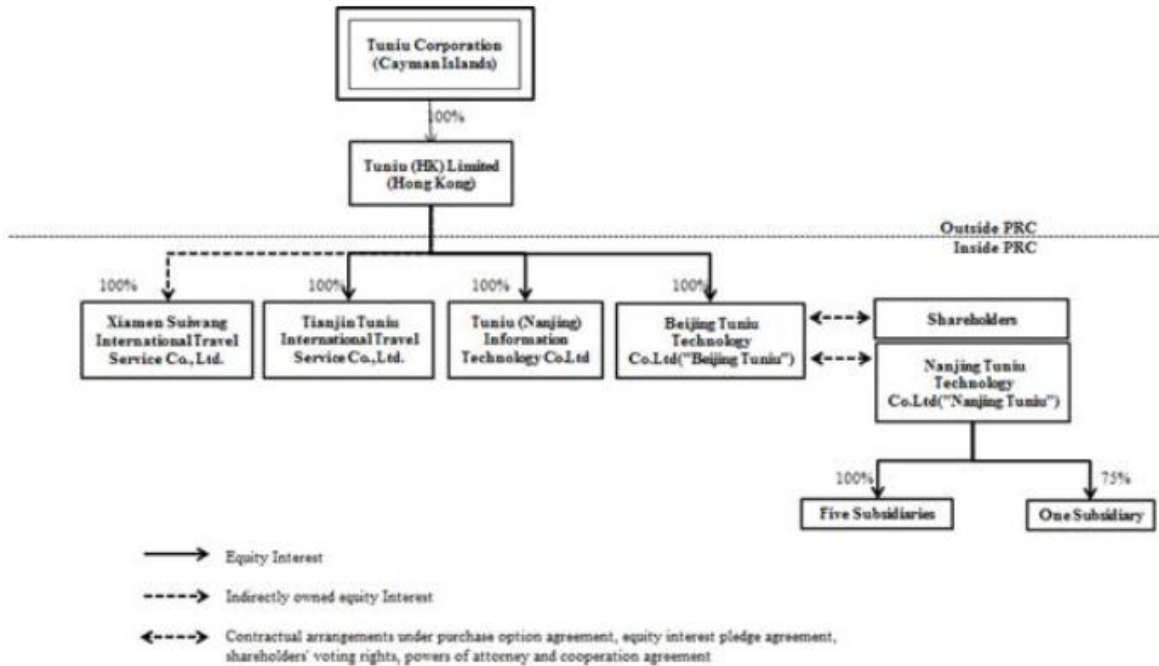 Tuniu Corporation
(Cayman Islands)
100%
Tuniu (HK) Limited
(Hong Kong)
Outside PRC
Inside PRC
100%
100%
100%
100%
Xiamen Suiwang
International Travel
Service Co., Ltd.
Tianjin Tuniu
International Travel
Service Co., Ltd.
Tuniu (Nanjing)
Information
Technology Co.Ltd
Beijing Tuniu
Technology
Co.Ltd("Beijing Tuniu")
Shareholders
Nanjing Tuniu
Technology
Co.Ltd("Nanjing Tuniu")
100%
75%
Five Subsidiaries
One Subsidiary
Equity Interest
Indirectly owned equity Interest
Contractual arrangements under purchase option agreement, equity interest pledge agreement,
shareholders' voting rights, powers of attorney and cooperation agreement